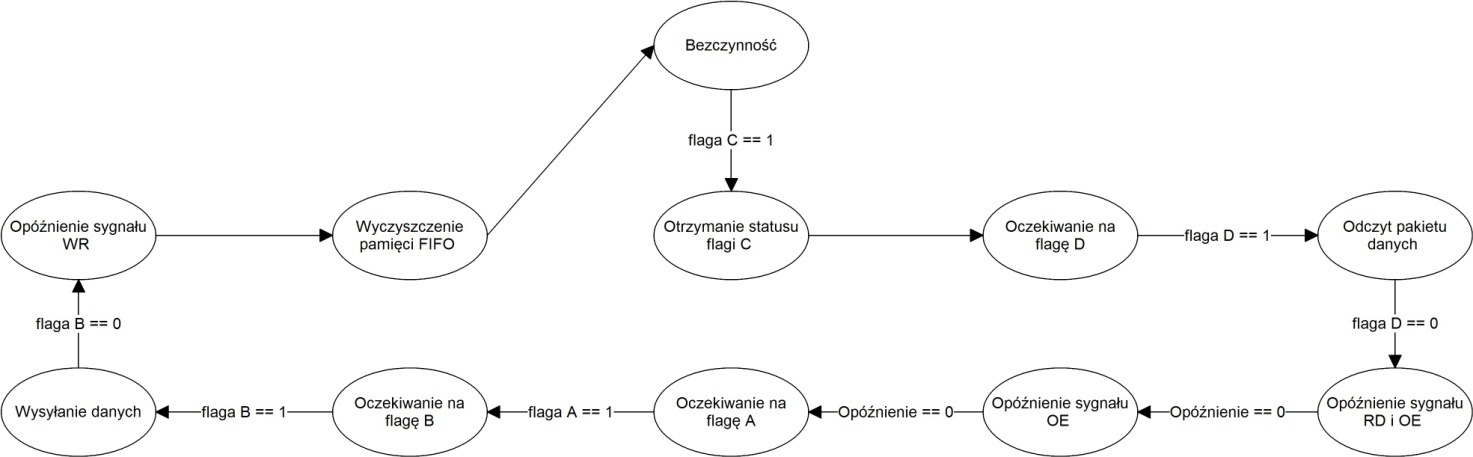 Bezczynność
flaga C == 1
Opóźnienie sygnału
WR
Wyczyszczenie
pamięci FIFO
Otrzymanie statusu
flagi C
Oczekiwanie na
flagę D
flaga D == 1
Odczyt pakietu
danych
flaga B == 0
flaga D == 0
Wysyłanie danych
flaga B == 1
Oczekiwanie na
flagę B
flaga A == 1
Oczekiwanie na
flagę A
Opóźnienie == 0
Opóźnienie sygnału
OE
Opóźnienie == 0
Opóźnienie sygnału
RD i OE